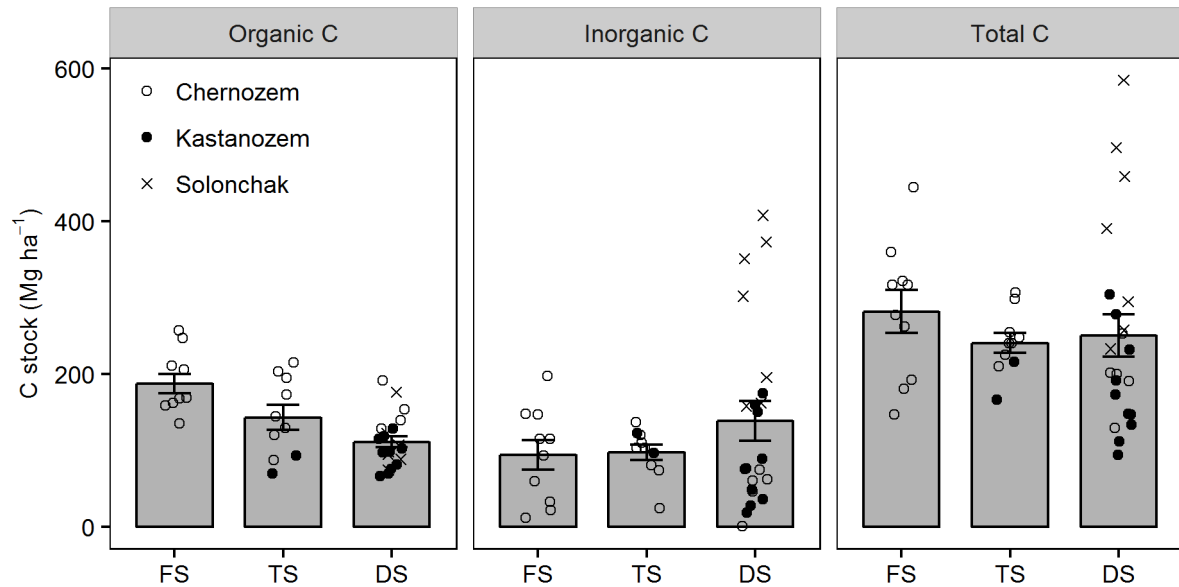 Organic C
Inorganic C
Total C
C stock (Mg ha⁻¹)
600
400
200
0
Chernozem
Kastanozem
Solonchak
FS TS DS
FS TS DS
FS TS DS